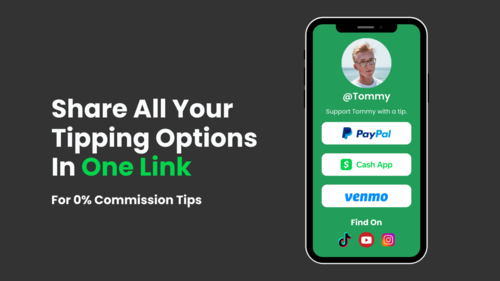 Share All Your
Tipping Options
In One Link
For 0% Commission Tips
@Tommy
Support Tommy with a tip.
PayPal
Cash App
venmo
Find On